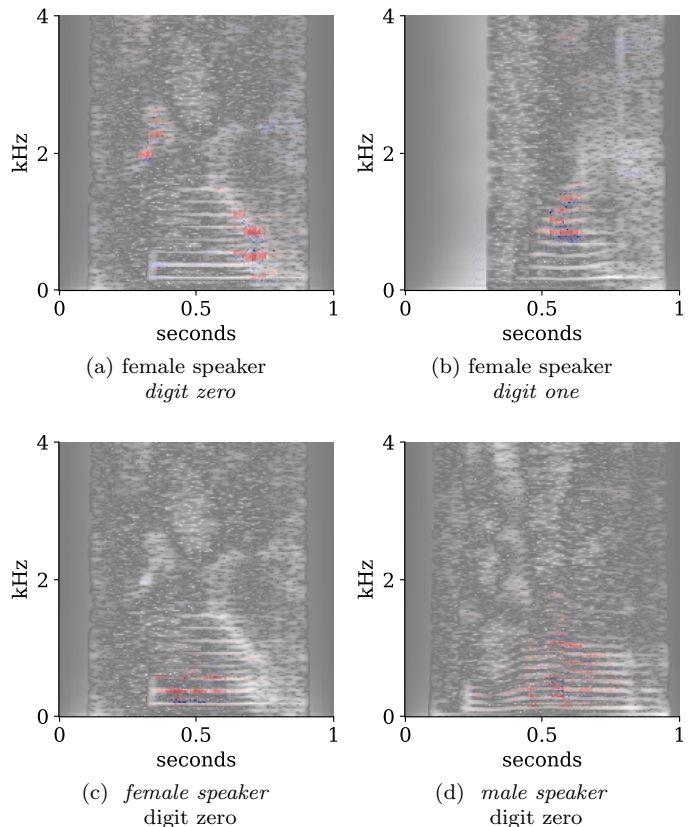 4
2
0
kHz
0
0.5
1
seconds
(a) female speaker
digit zero
4
2
0
kHz
0
0.5
1
seconds
(b) female speaker
digit one
4
2
0
kHz
0
0.5
1
seconds
(c) female speaker
digit zero
4
2
0
kHz
0
0.5
1
seconds
(d) male speaker
digit zero